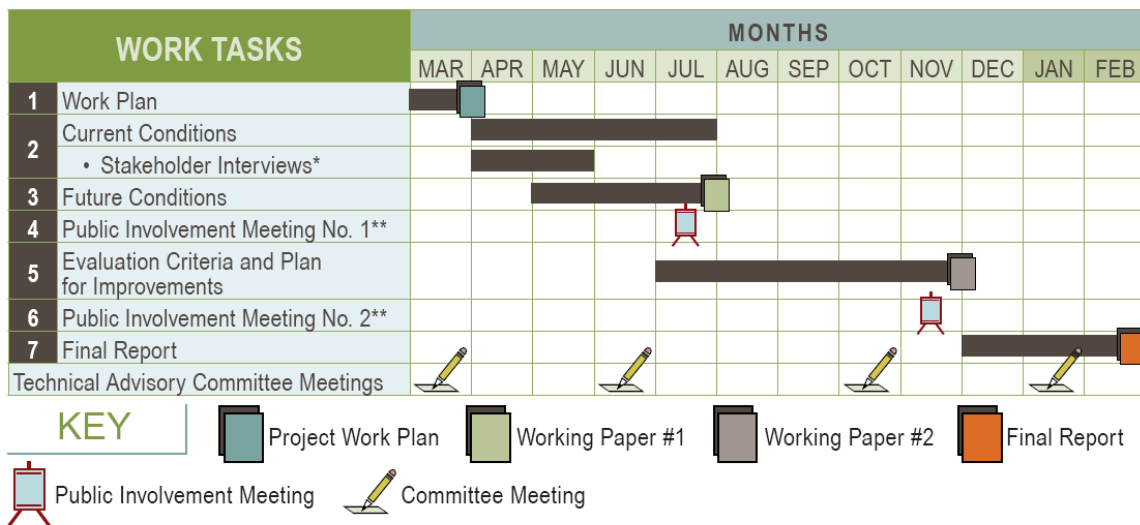 WORK TASKS
MONTHS
MAR APR MAY JUN JUL AUG SEP OCT NOV DEC JAN FEB
1 Work Plan
2 Current Conditions
• Stakeholder Interviews*
3 Future Conditions
4 Public Involvement Meeting No. 1**
5 Evaluation Criteria and Plan
for Improvements
6 Public Involvement Meeting No. 2**
7 Final Report
Technical Advisory Committee Meetings
KEY
Project Work Plan
Working Paper #1
Working Paper #2
Final Report
Public Involvement Meeting
Committee Meeting